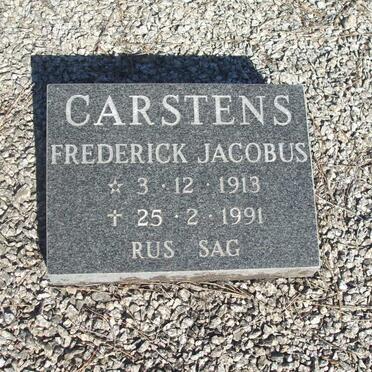 CARSTENS
FREDERICK JACOBUS
☆ 3 · 12 · 1913
✝ 25 · 2 · 1991
RUS SAG